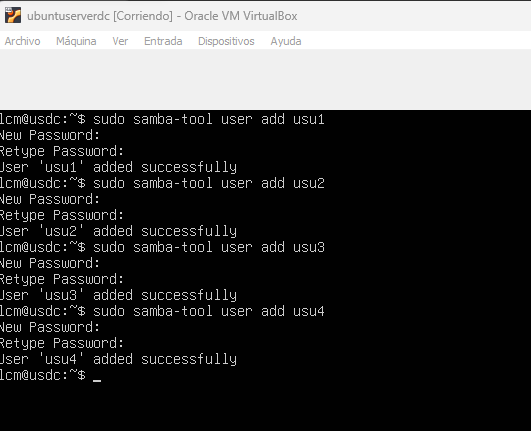 ubuntuserverdc [Corriendo] - Oracle VM VirtualBox
Archivo Máquina Ver Entrada Dispositivos Ayuda
lcm@usdc:~$ sudo samba-tool user add usu1
New Password:
Retype Password:
User 'usu1' added successfully
lcm@usdc:~$ sudo samba-tool user add usu2
New Password:
Retype Password:
User 'usu2' added successfully
lcm@usdc:~$ sudo samba-tool user add usu3
New Password:
Retype Password:
User 'usu3' added successfully
lcm@usdc:~$ sudo samba-tool user add usu4
New Password:
Retype Password:
User 'usu4' added successfully
lcm@usdc:~$ _